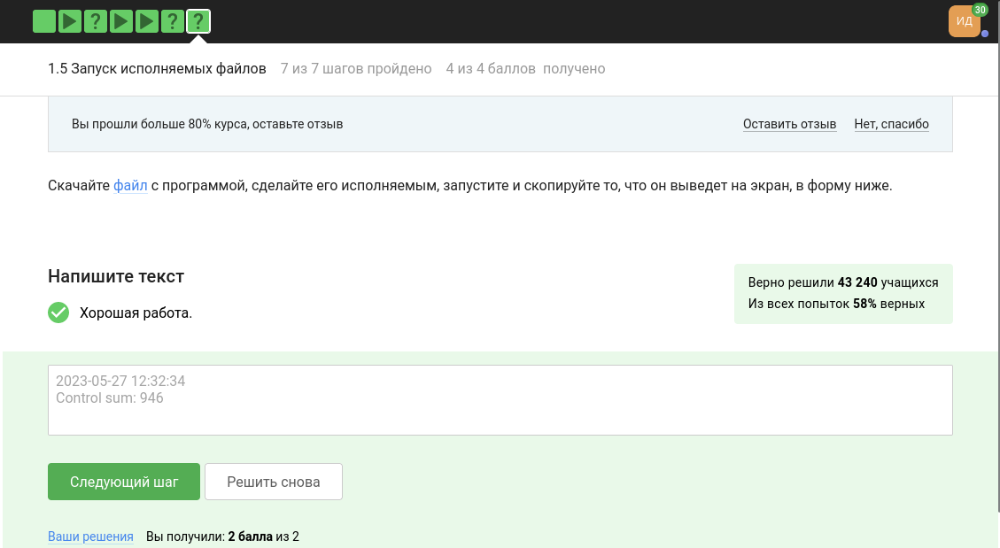 ? ? ?
ИД
30
1.5 Запуск исполняемых файлов 7 из 7 шагов пройдено 4 из 4 баллов получено
Вы прошли больше 80% курса, оставьте отзыв Оставить отзыв Нет, спасибо
Скачайте файл с программой, сделайте его исполняемым, запустите и скопируйте то, что он выведет на экран, в форму ниже.
Напишите текст
Хорошая работа.
Верно решили 43 240 учащихся
Из всех попыток 58% верных
2023-05-27 12:32:34
Control sum: 946
Следующий шаг Решить снова
Ваши решения Вы получили: 2 балла из 2